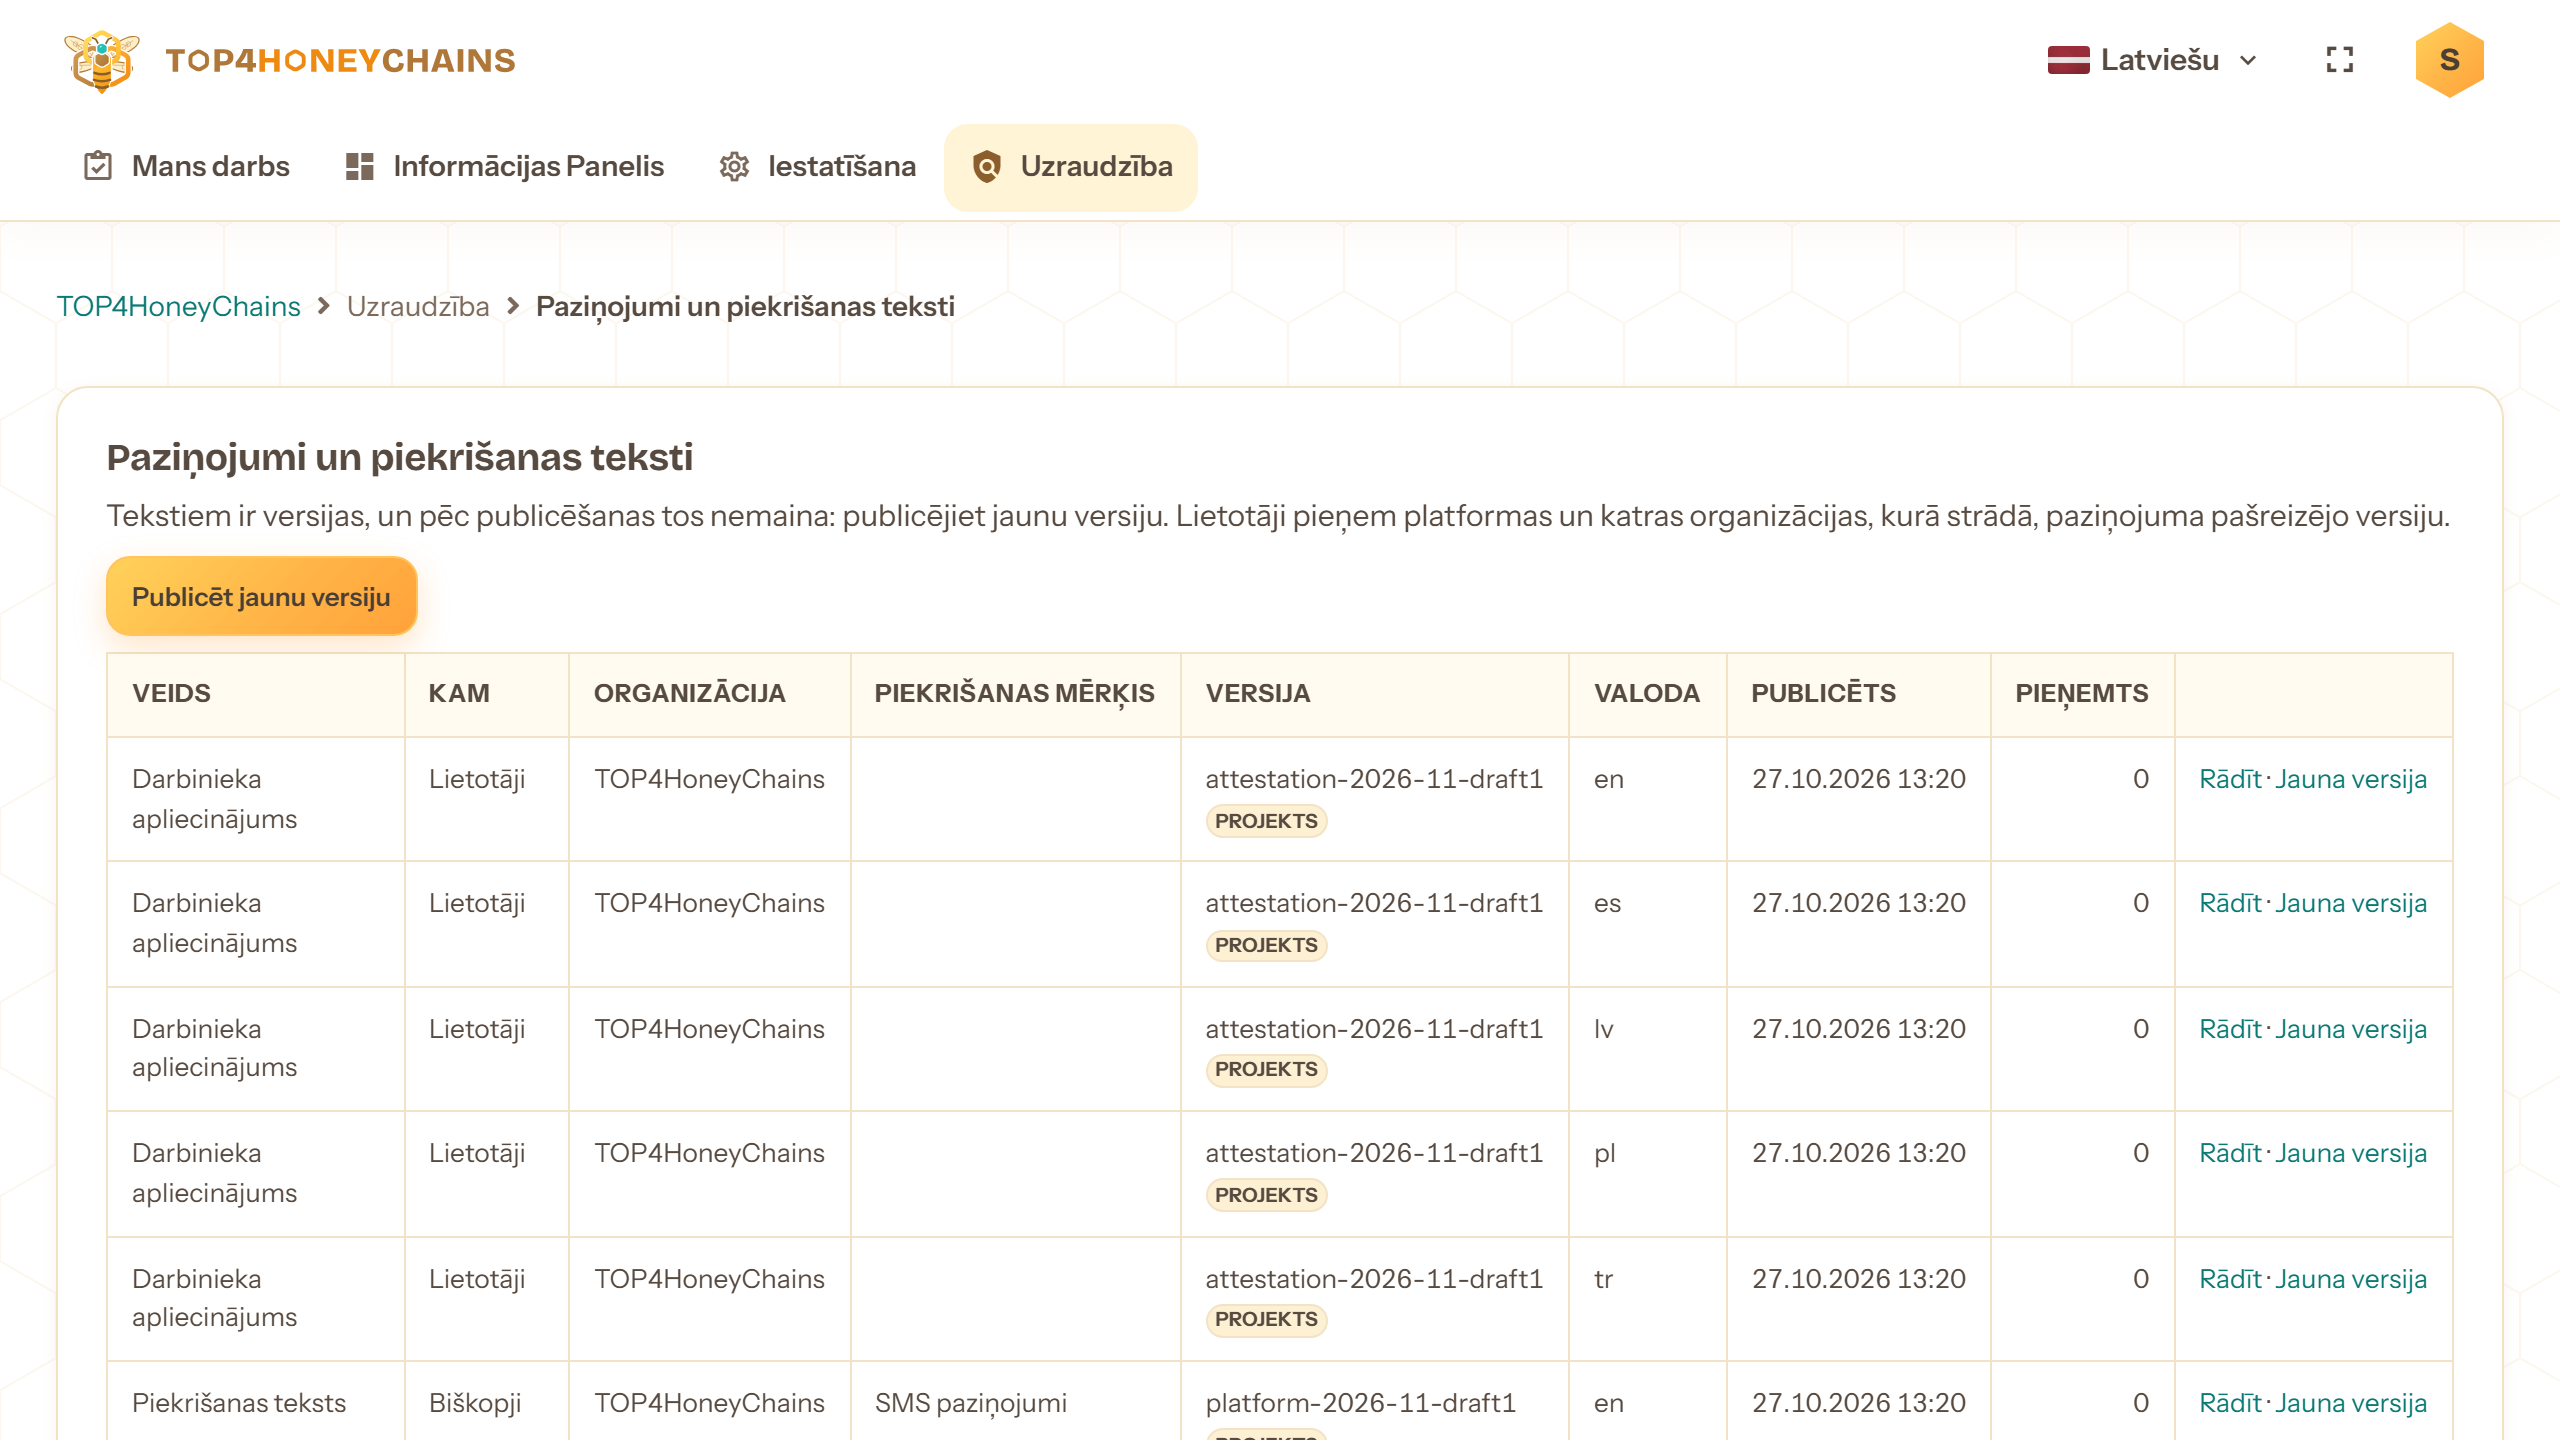 TOP4HONEYCHAINS
Latviešu
S
Mans darbs
Informācijas Panelis
Iestatīšana
Uzraudzība
TOP4HoneyChains > Uzraudzība > Paziņojumi un piekrišanas teksti
Paziņojumi un piekrišanas teksti
Tekstiem ir versijas, un pēc publicēšanas tos nemaina: publicējiet jaunu versiju. Lietotāji pieņem platformas un katras organizācijas, kurā strādā, paziņojuma pašreizējo versiju.
Publicēt jaunu versiju
VEIDS KAM ORGANIZĀCIJA PIEKRIŠANAS MĒRĶIS VERSIJA VALODA PUBLICĒTS PIEŅEMTS
Darbinieka apliecinājums Lietotāji TOP4HoneyChains attestation-2026-11-draft1 PROJEKTS en 27.10.2026 13:20 0 Rādīt · Jauna versija
Darbinieka apliecinājums Lietotāji TOP4HoneyChains attestation-2026-11-draft1 PROJEKTS es 27.10.2026 13:20 0 Rādīt · Jauna versija
Darbinieka apliecinājums Lietotāji TOP4HoneyChains attestation-2026-11-draft1 PROJEKTS lv 27.10.2026 13:20 0 Rādīt · Jauna versija
Darbinieka apliecinājums Lietotāji TOP4HoneyChains attestation-2026-11-draft1 PROJEKTS pl 27.10.2026 13:20 0 Rādīt · Jauna versija
Darbinieka apliecinājums Lietotāji TOP4HoneyChains attestation-2026-11-draft1 PROJEKTS tr 27.10.2026 13:20 0 Rādīt · Jauna versija
Piekrišanas teksts Biškopji TOP4HoneyChains SMS paziņojumi platform-2026-11-draft1 en 27.10.2026 13:20 0 Rādīt · Jauna versija